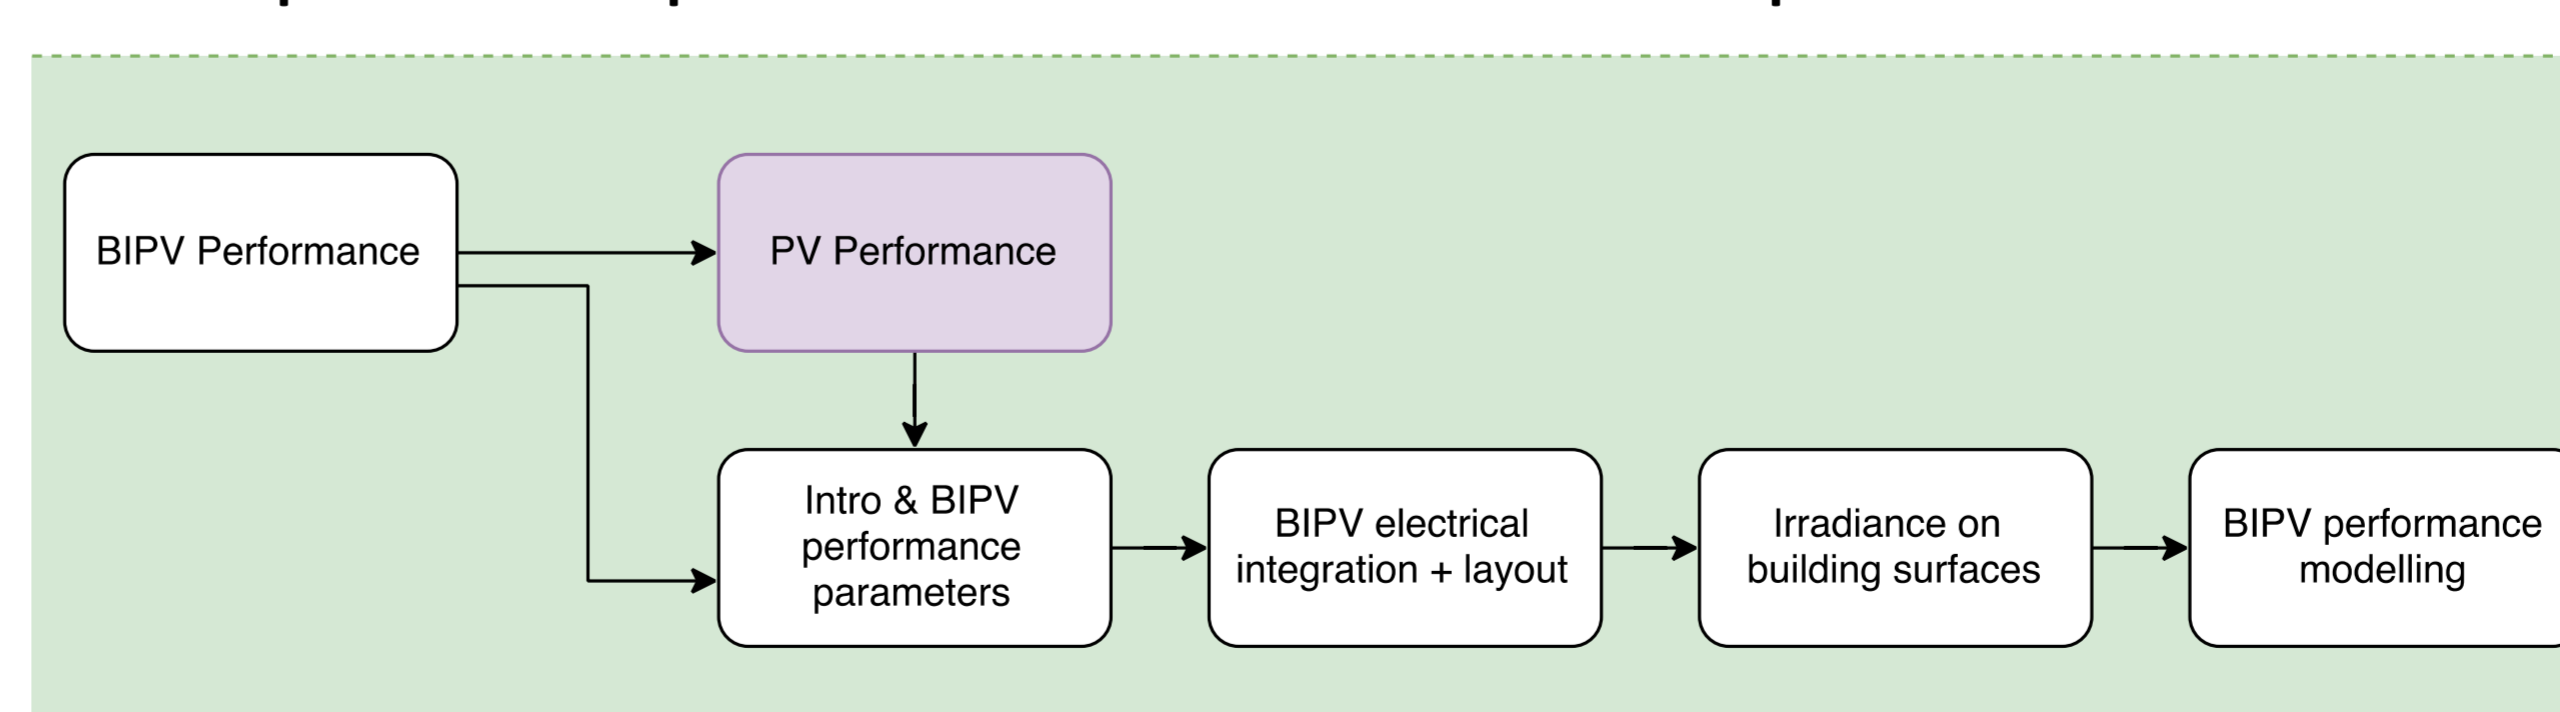 BIPV Performance
PV Performance
Intro & BIPV
performance
parameters
BIPV electrical
integration + layout
Irradiance on
building surfaces
BIPV performance
modelling